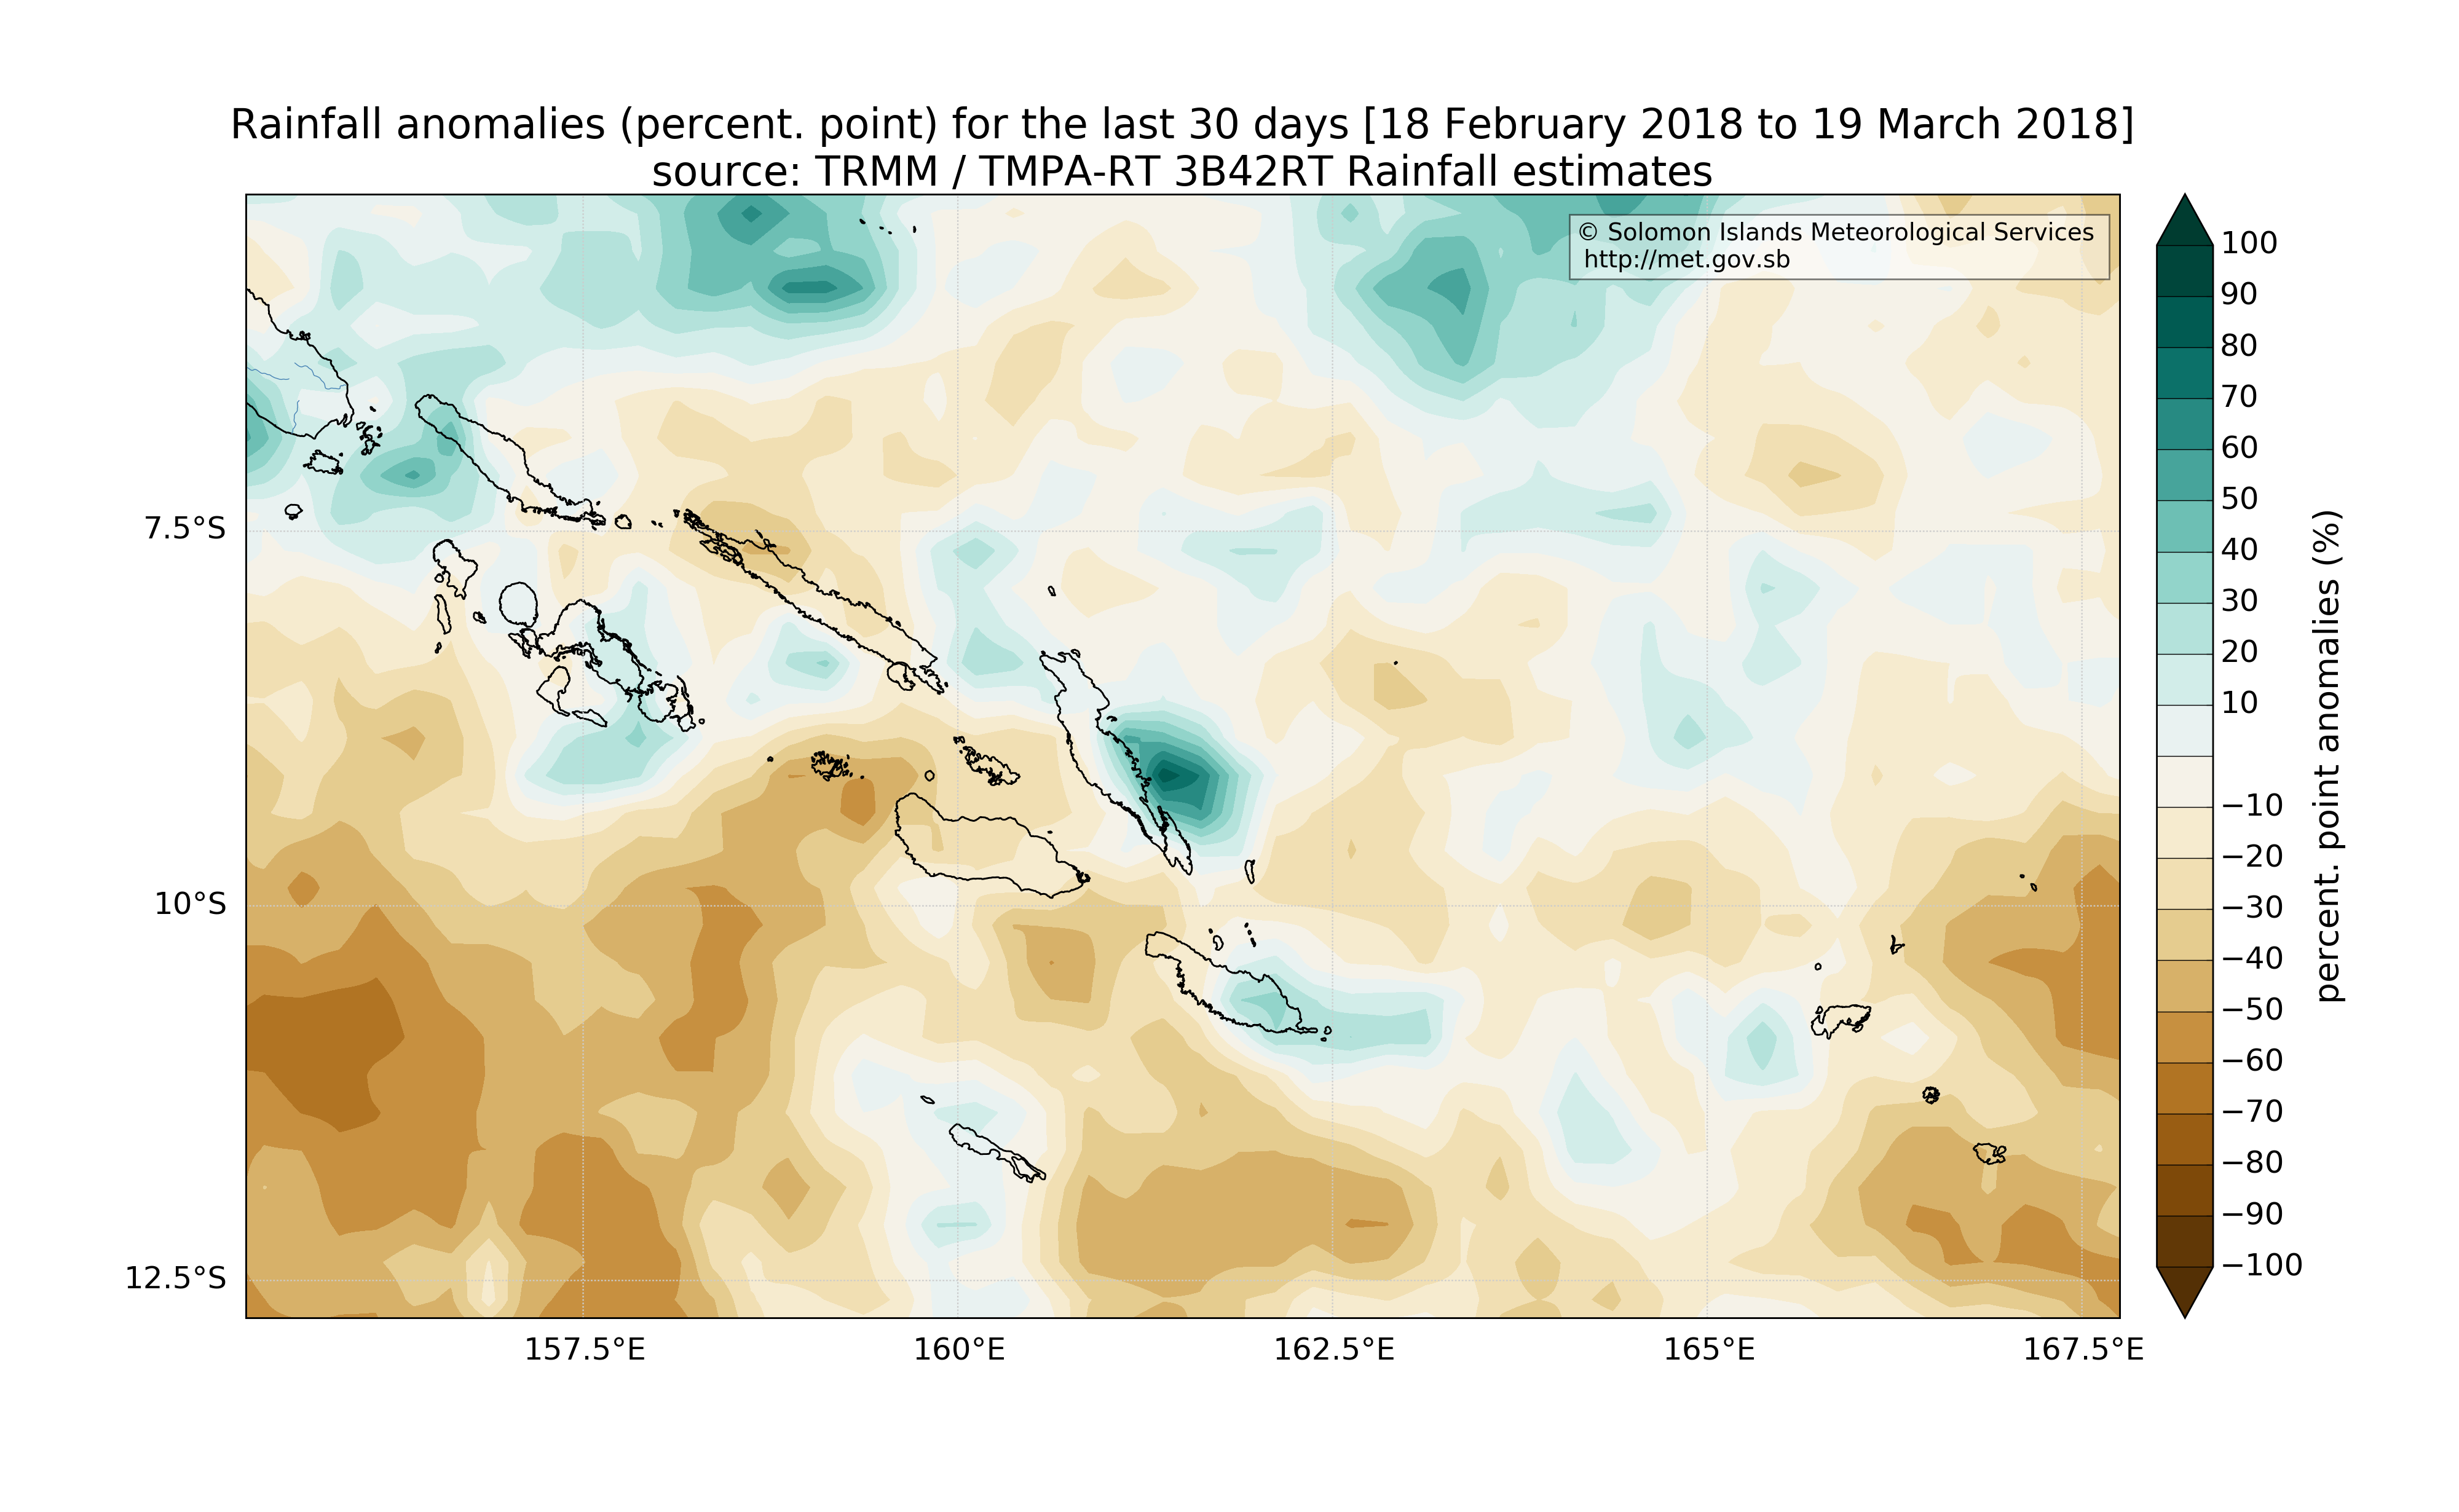 Rainfall anomalies (percent. point) for the last 30 days [18 February 2018 to 19 March 2018]
source: TRMM / TMPA-RT 3B42RT Rainfall estimates
© Solomon Islands Meteorological Services
http://met.gov.sb
7.5°S
10°S
12.5°S
157.5°E
160°E
162.5°E
165°E
167.5°E
100
90
80
70
60
50
40
30
20
10
−10
−20
−30
−40
−50
−60
−70
−80
−90
−100
percent. point anomalies (%)